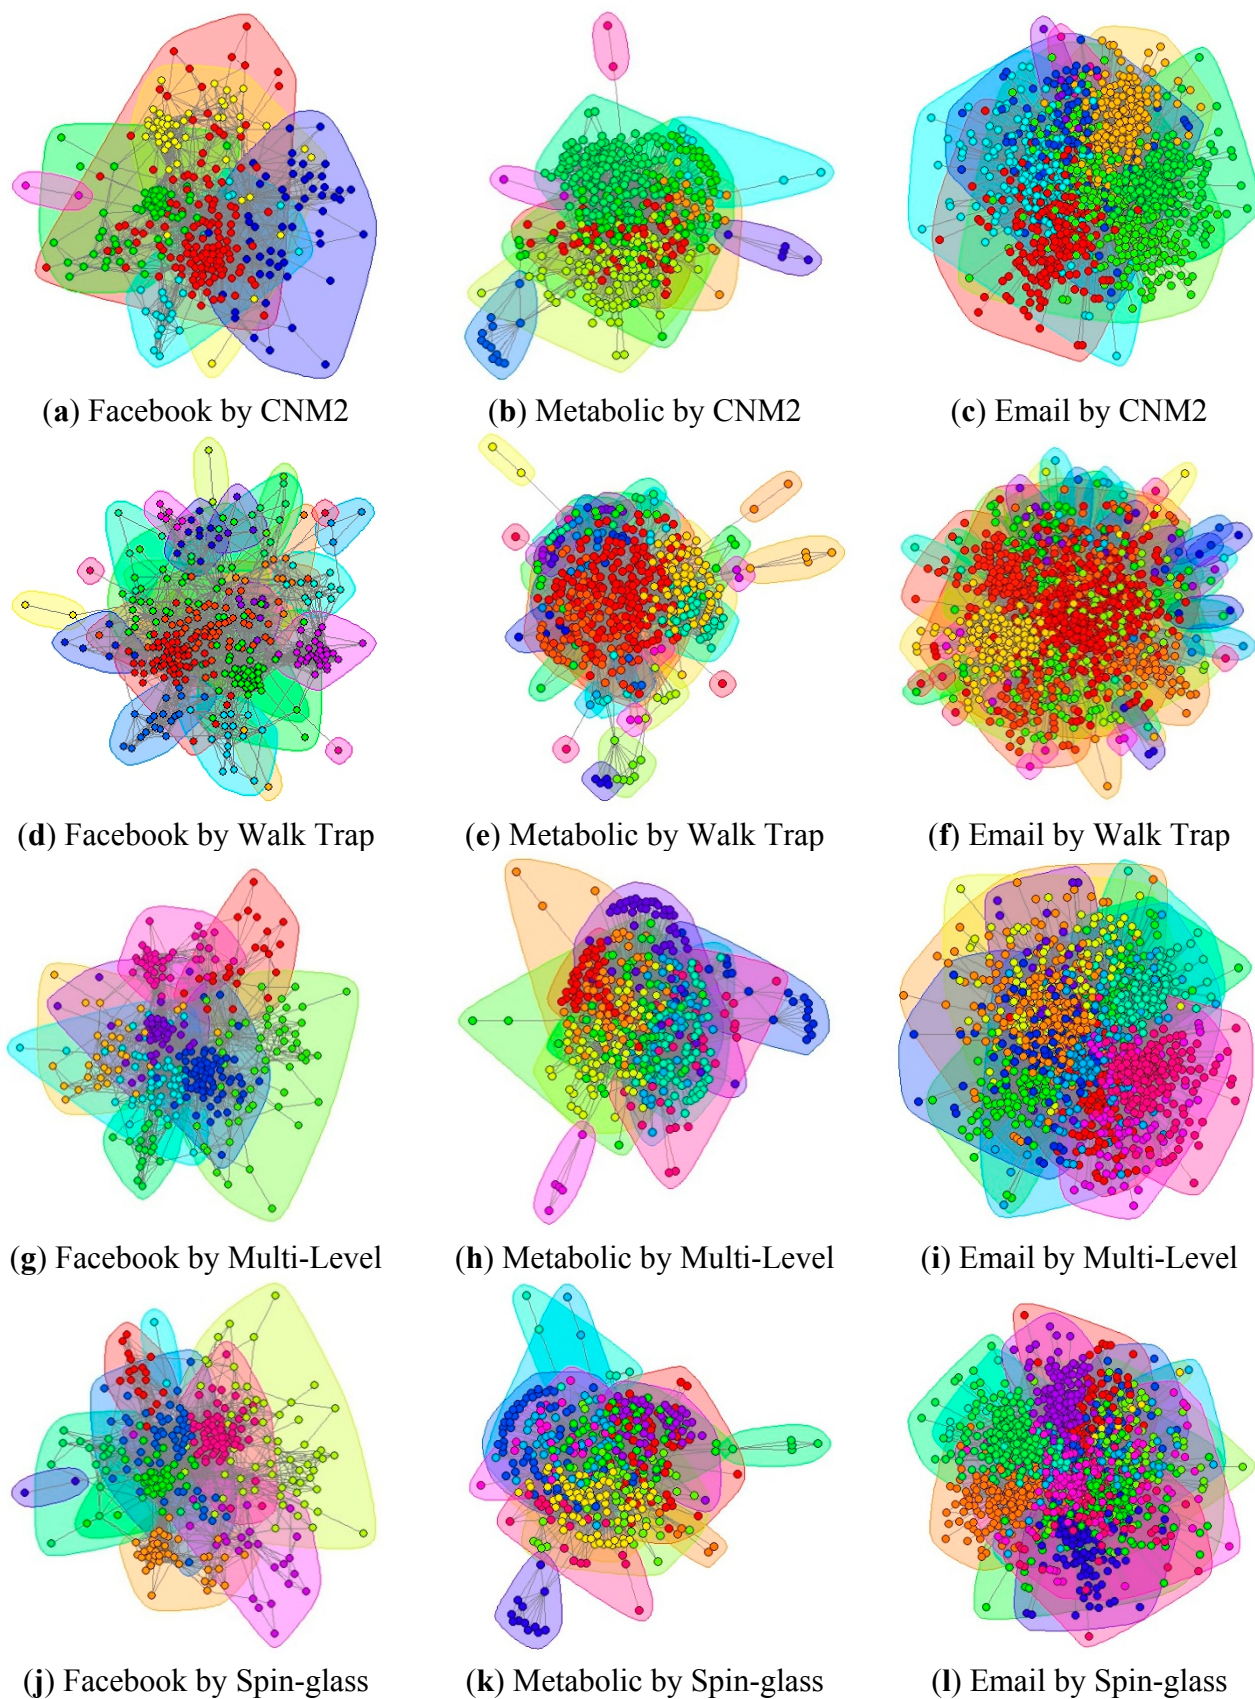 (a) Facebook by CNM2
(b) Metabolic by CNM2
(c) Email by CNM2
(d) Facebook by Walk Trap
(e) Metabolic by Walk Trap
(f) Email by Walk Trap
(g) Facebook by Multi-Level
(h) Metabolic by Multi-Level
(i) Email by Multi-Level
(j) Facebook by Spin-glass
(k) Metabolic by Spin-glass
(l) Email by Spin-glass